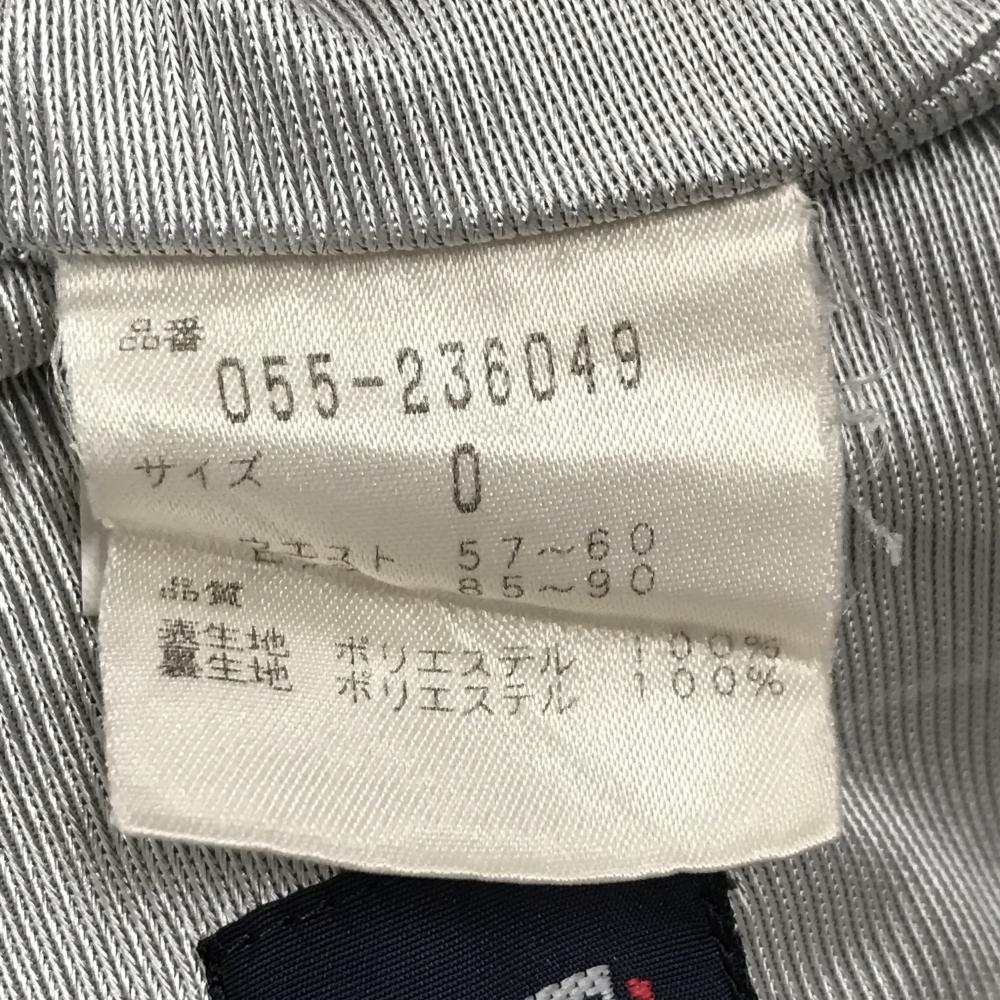 品番
055-236049
サイズ 0
ウエスト 57〜60
85〜90
品質
表生地 ポリエステル 100%
裏生地 ポリエステル 100%